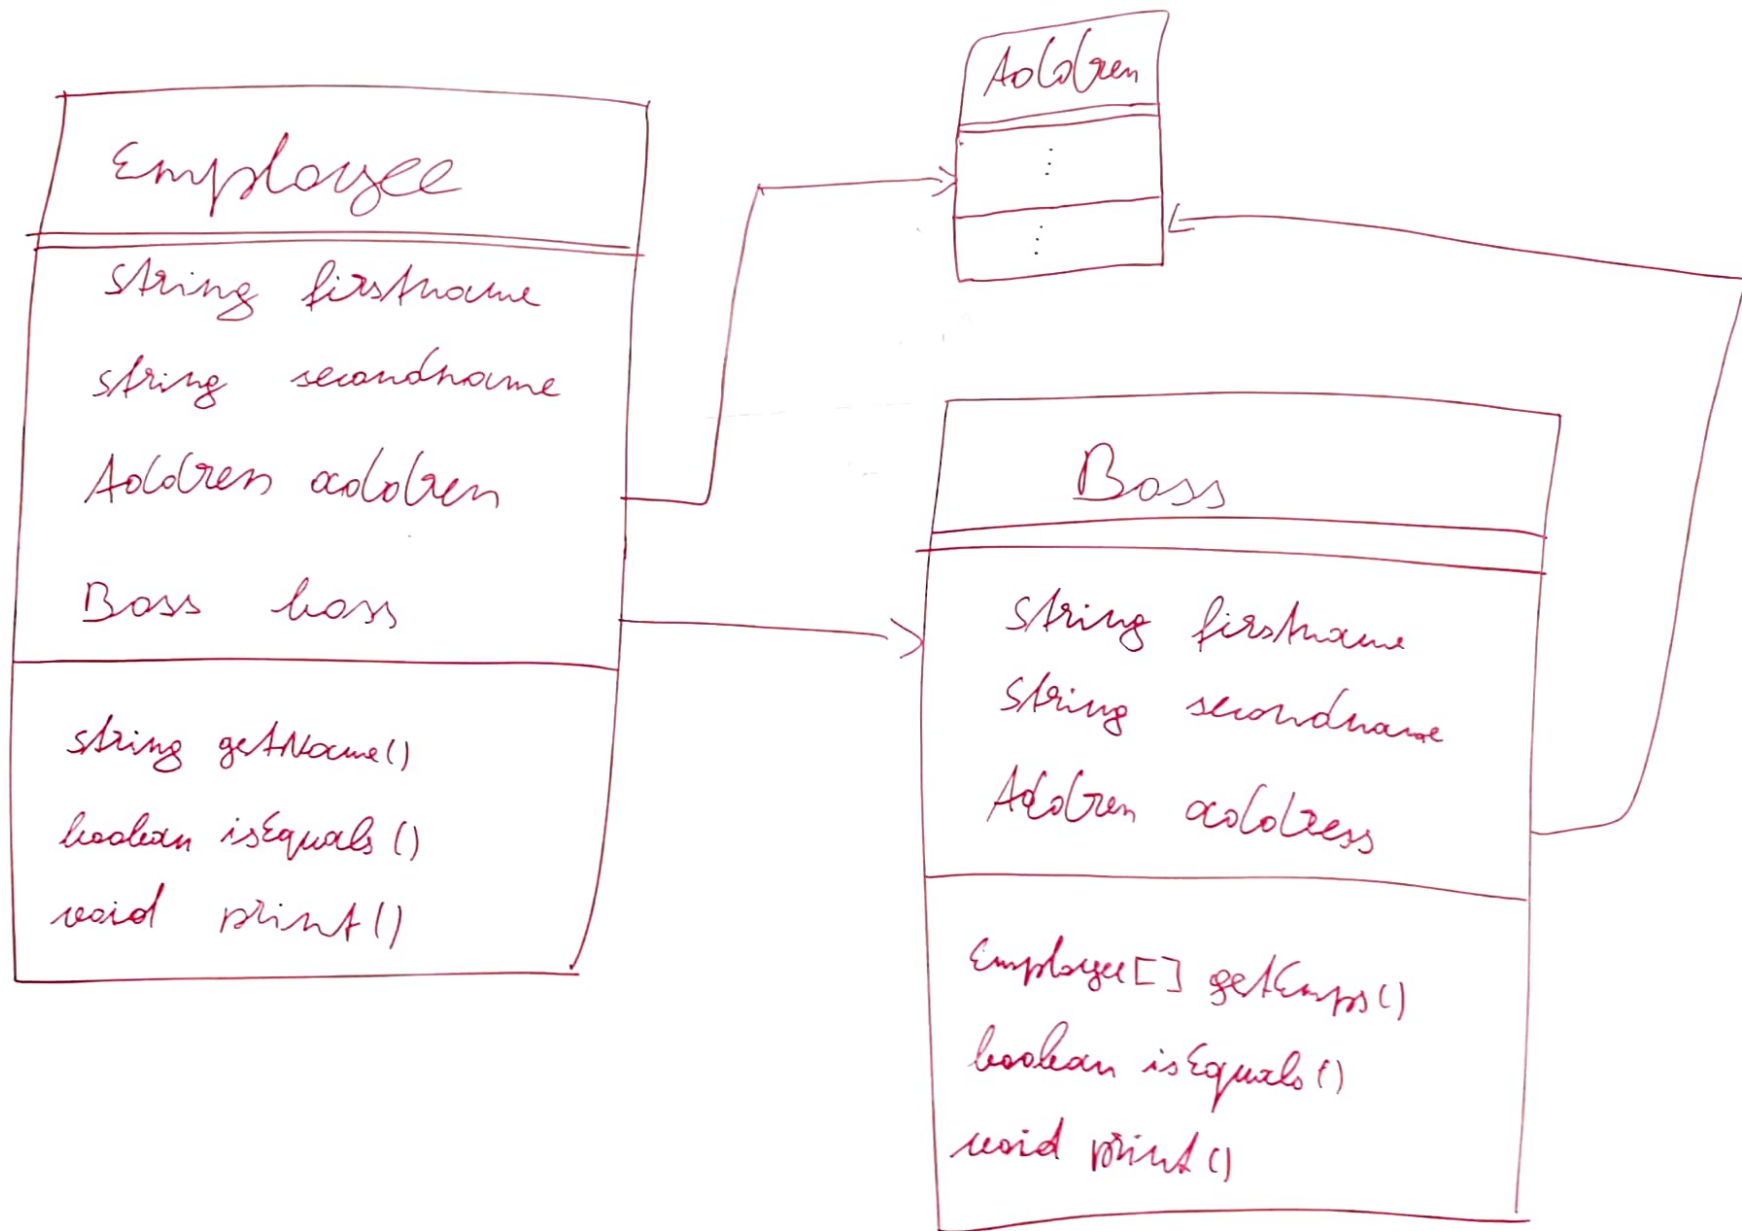 Employee
string firstname
string secondname
Address address
Boss boss
string getName()
boolean isEquals()
void print()
Address
⋮
⋮
Boss
string firstname
string secondname
Address address
Employee[] getEmps()
boolean isEquals()
void print()